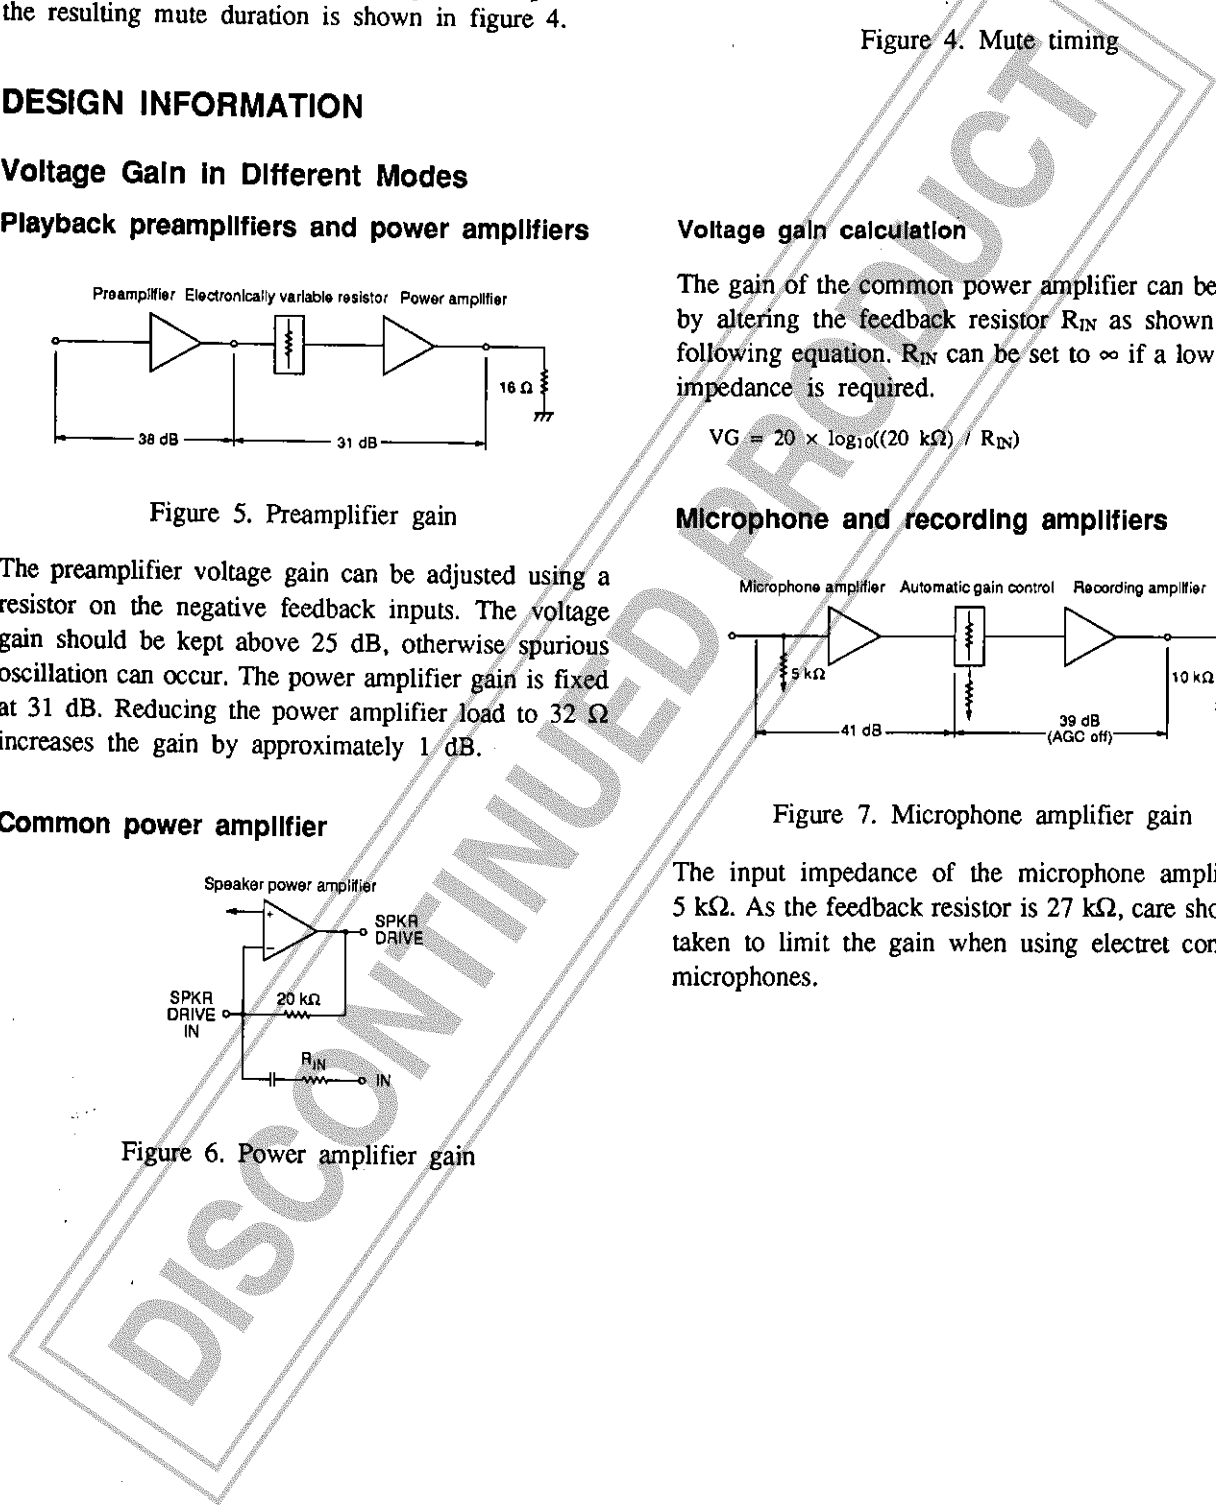 the resulting mute duration is shown in figure 4.
Figure 4. Mute timing
DESIGN INFORMATION
Voltage Gain in Different Modes
Playback preamplifiers and power amplifiers
Preamplifier Electronically variable resistor Power amplifier
16 Ω
38 dB
31 dB
Figure 5. Preamplifier gain
The preamplifier voltage gain can be adjusted using a
resistor on the negative feedback inputs. The voltage
gain should be kept above 25 dB, otherwise spurious
oscillation can occur. The power amplifier gain is fixed
at 31 dB. Reducing the power amplifier load to 32 Ω
increases the gain by approximately 1 dB.
Common power amplifier
Speaker power amplifier
+
−
SPKR
DRIVE
SPKR
DRIVE
IN
20 kΩ
RIN
IN
Figure 6. Power amplifier gain
Voltage gain calculation
The gain of the common power amplifier can be
by altering the feedback resistor RIN as shown
following equation. RIN can be set to ∞ if a low
impedance is required.
VG = 20 × log10((20 kΩ) / RIN)
Microphone and recording amplifiers
Microphone amplifier Automatic gain control Recording amplifier
5 kΩ
10 kΩ
41 dB
39 dB
(AGC off)
Figure 7. Microphone amplifier gain
The input impedance of the microphone ampli
5 kΩ. As the feedback resistor is 27 kΩ, care sho
taken to limit the gain when using electret con
microphones.
DISCONTINUED PRODUCT